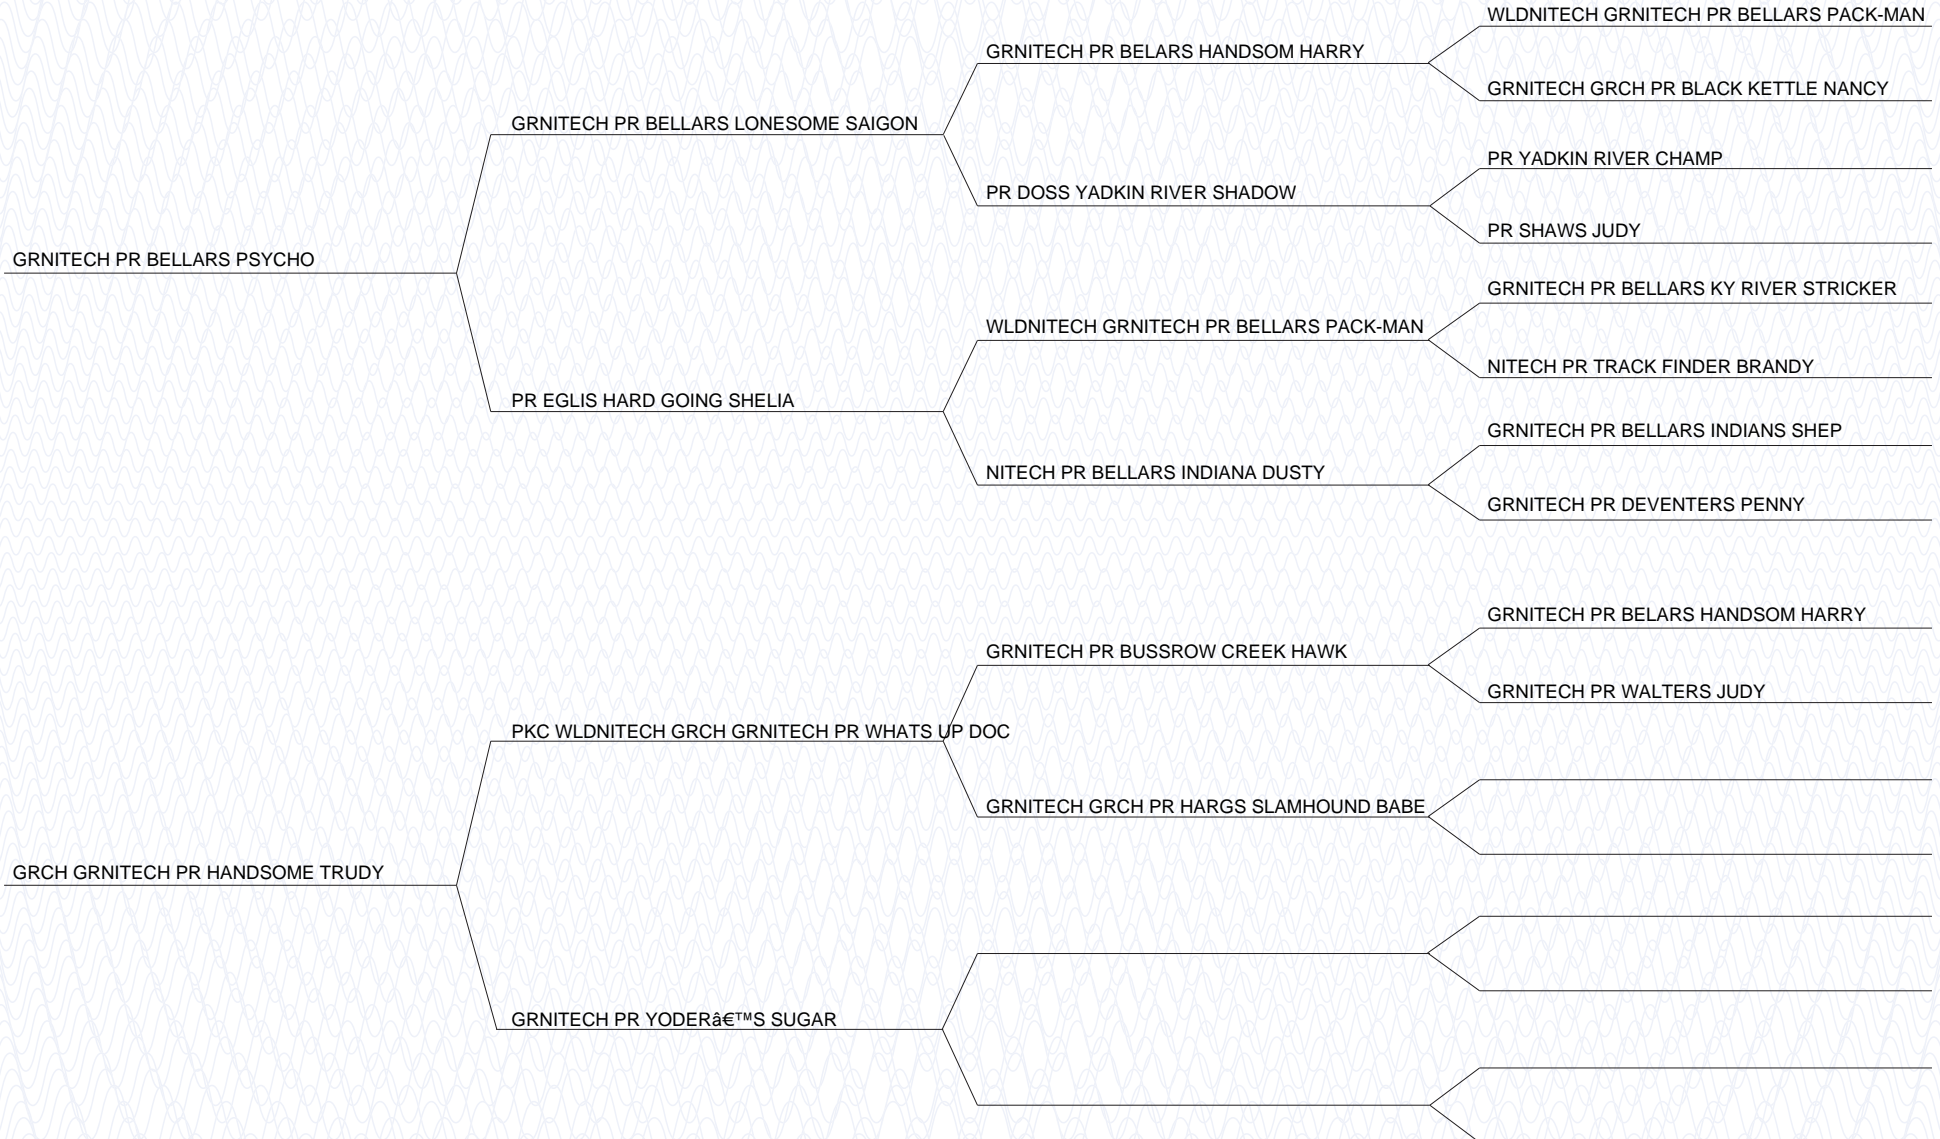 WLDNITECH GRNITECH PR BELLARS PACK-MAN
GRNITECH PR BELARS HANDSOM HARRY
GRNITECH GRCH PR BLACK KETTLE NANCY
GRNITECH PR BELLARS LONESOME SAIGON
PR YADKIN RIVER CHAMP
PR DOSS YADKIN RIVER SHADOW
PR SHAWS JUDY
GRNITECH PR BELLARS PSYCHO
GRNITECH PR BELLARS KY RIVER STRICKER
WLDNITECH GRNITECH PR BELLARS PACK-MAN
NITECH PR TRACK FINDER BRANDY
PR EGLIS HARD GOING SHELIA
GRNITECH PR BELLARS INDIANS SHEP
NITECH PR BELLARS INDIANA DUSTY
GRNITECH PR DEVENTERS PENNY
GRNITECH PR BELARS HANDSOM HARRY
GRNITECH PR BUSSROW CREEK HAWK
GRNITECH PR WALTERS JUDY
PKC WLDNITECH GRCH GRNITECH PR WHATS UP DOC
GRNITECH GRCH PR HARGS SLAMHOUND BABE
GRCH GRNITECH PR HANDSOME TRUDY
GRNITECH PR YODERâ€™S SUGAR